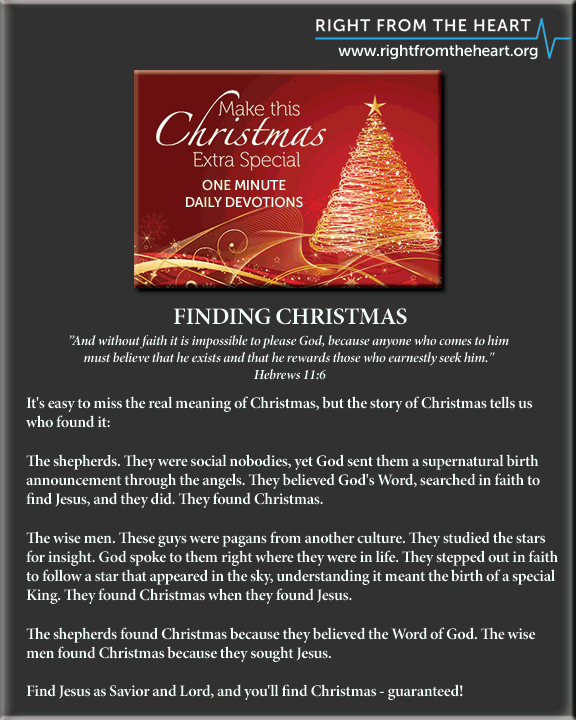 RIGHT FROM THE HEART
www.rightfromtheheart.org
Make this
Christmas
Extra Special
ONE MINUTE
DAILY DEVOTIONS
FINDING CHRISTMAS
"And without faith it is impossible to please God, because anyone who comes to him
must believe that he exists and that he rewards those who earnestly seek him."
Hebrews 11:6
It's easy to miss the real meaning of Christmas, but the story of Christmas tells us
who found it:
The shepherds. They were social nobodies, yet God sent them a supernatural birth
announcement through the angels. They believed God's Word, searched in faith to
find Jesus, and they did. They found Christmas.
The wise men. These guys were pagans from another culture. They studied the stars
for insight. God spoke to them right where they were in life. They stepped out in faith
to follow a star that appeared in the sky, understanding it meant the birth of a special
King. They found Christmas when they found Jesus.
The shepherds found Christmas because they believed the Word of God. The wise
men found Christmas because they sought Jesus.
Find Jesus as Savior and Lord, and you'll find Christmas - guaranteed!